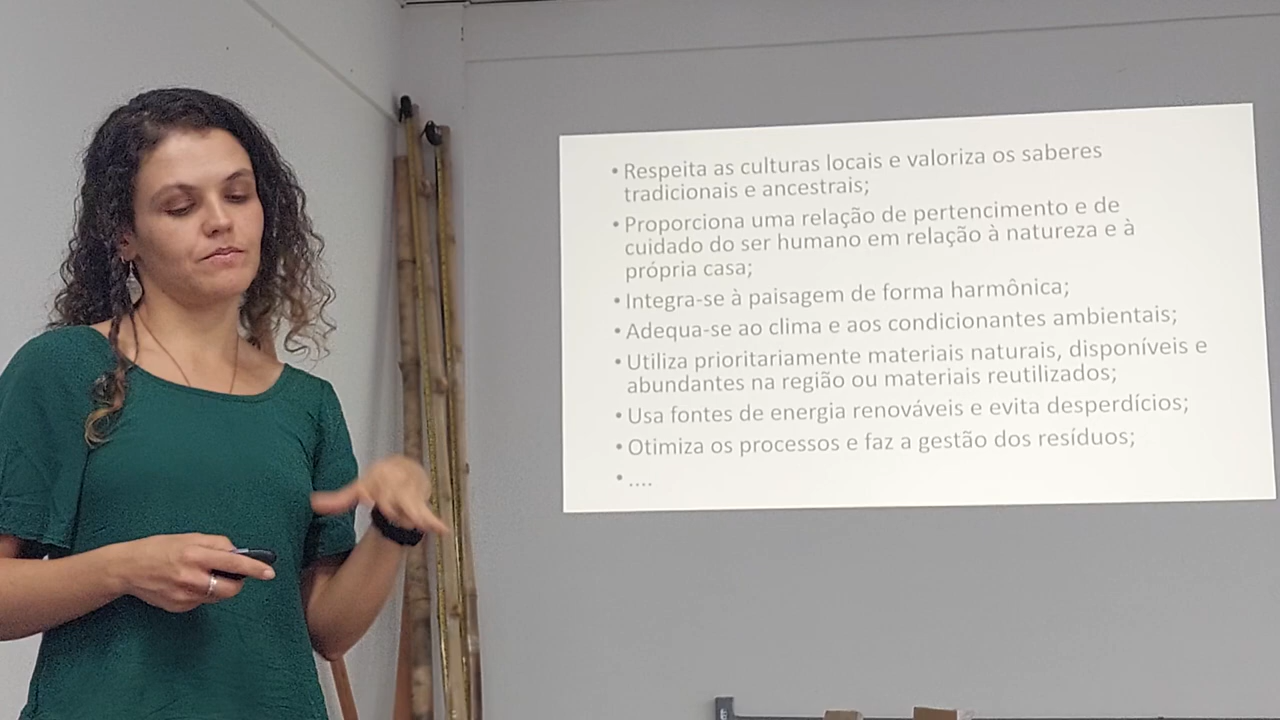 • Respeita as culturas locais e valoriza os saberes
tradicionais e ancestrais;
• Proporciona uma relação de pertencimento e de
cuidado do ser humano em relação à natureza e à
própria casa;
• Integra-se à paisagem de forma harmônica;
• Adequa-se ao clima e aos condicionantes ambientais;
• Utiliza prioritariamente materiais naturais, disponíveis e
abundantes na região ou materiais reutilizados;
• Usa fontes de energia renováveis e evita desperdícios;
• Otimiza os processos e faz a gestão dos resíduos;
• ....